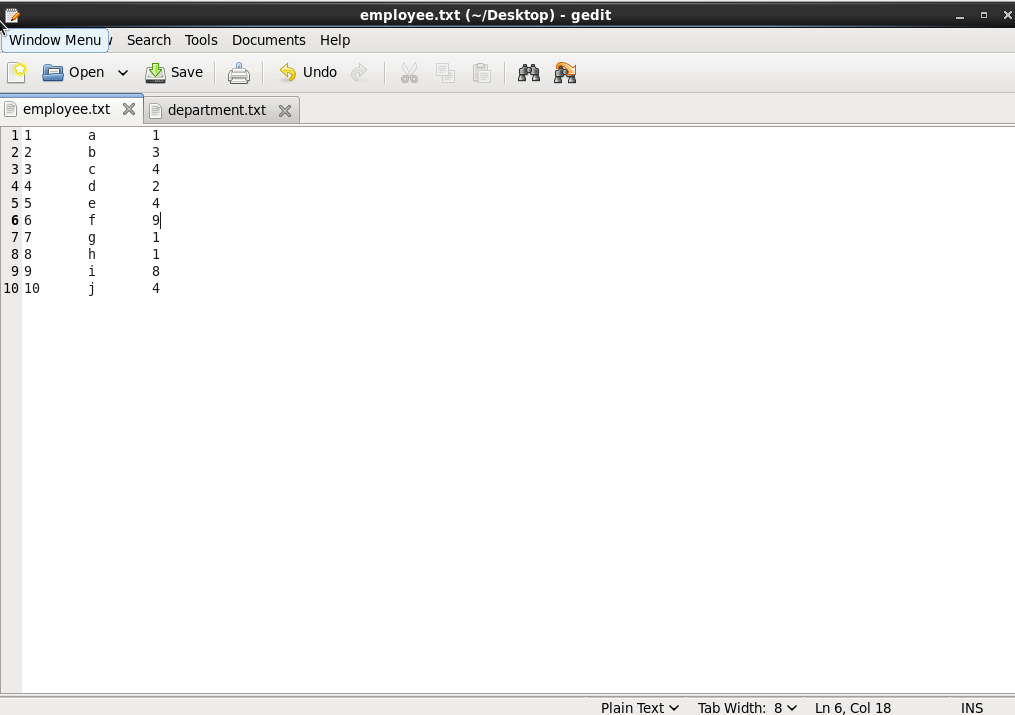 employee.txt (~/Desktop) - gedit
Window Menu Search Tools Documents Help
Open Save Undo
employee.txt department.txt
1 1 a 1
2 2 b 3
3 3 c 4
4 4 d 2
5 5 e 4
6 6 f 9
7 7 g 1
8 8 h 1
9 9 i 8
10 10 j 4
Plain Text Tab Width: 8 Ln 6, Col 18 INS